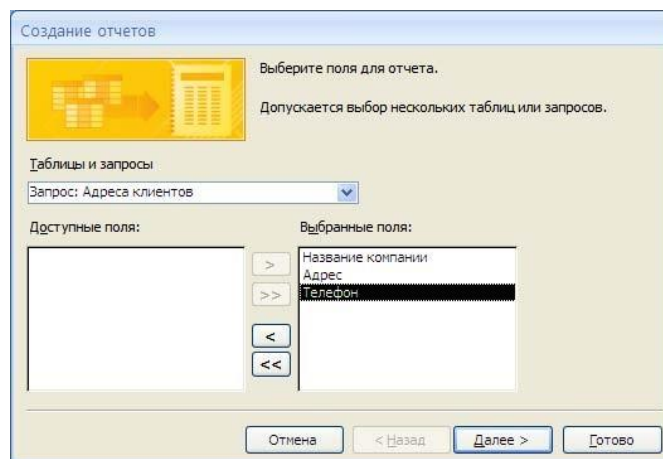 Создание отчетов
Выберите поля для отчета.
Допускается выбор нескольких таблиц или запросов.
Таблицы и запросы
Запрос: Адреса клиентов
Доступные поля:
Выбранные поля:
>
>>
<
<<
Название компании
Адрес
Телефон
Отмена
< Назад
Далее >
Готово